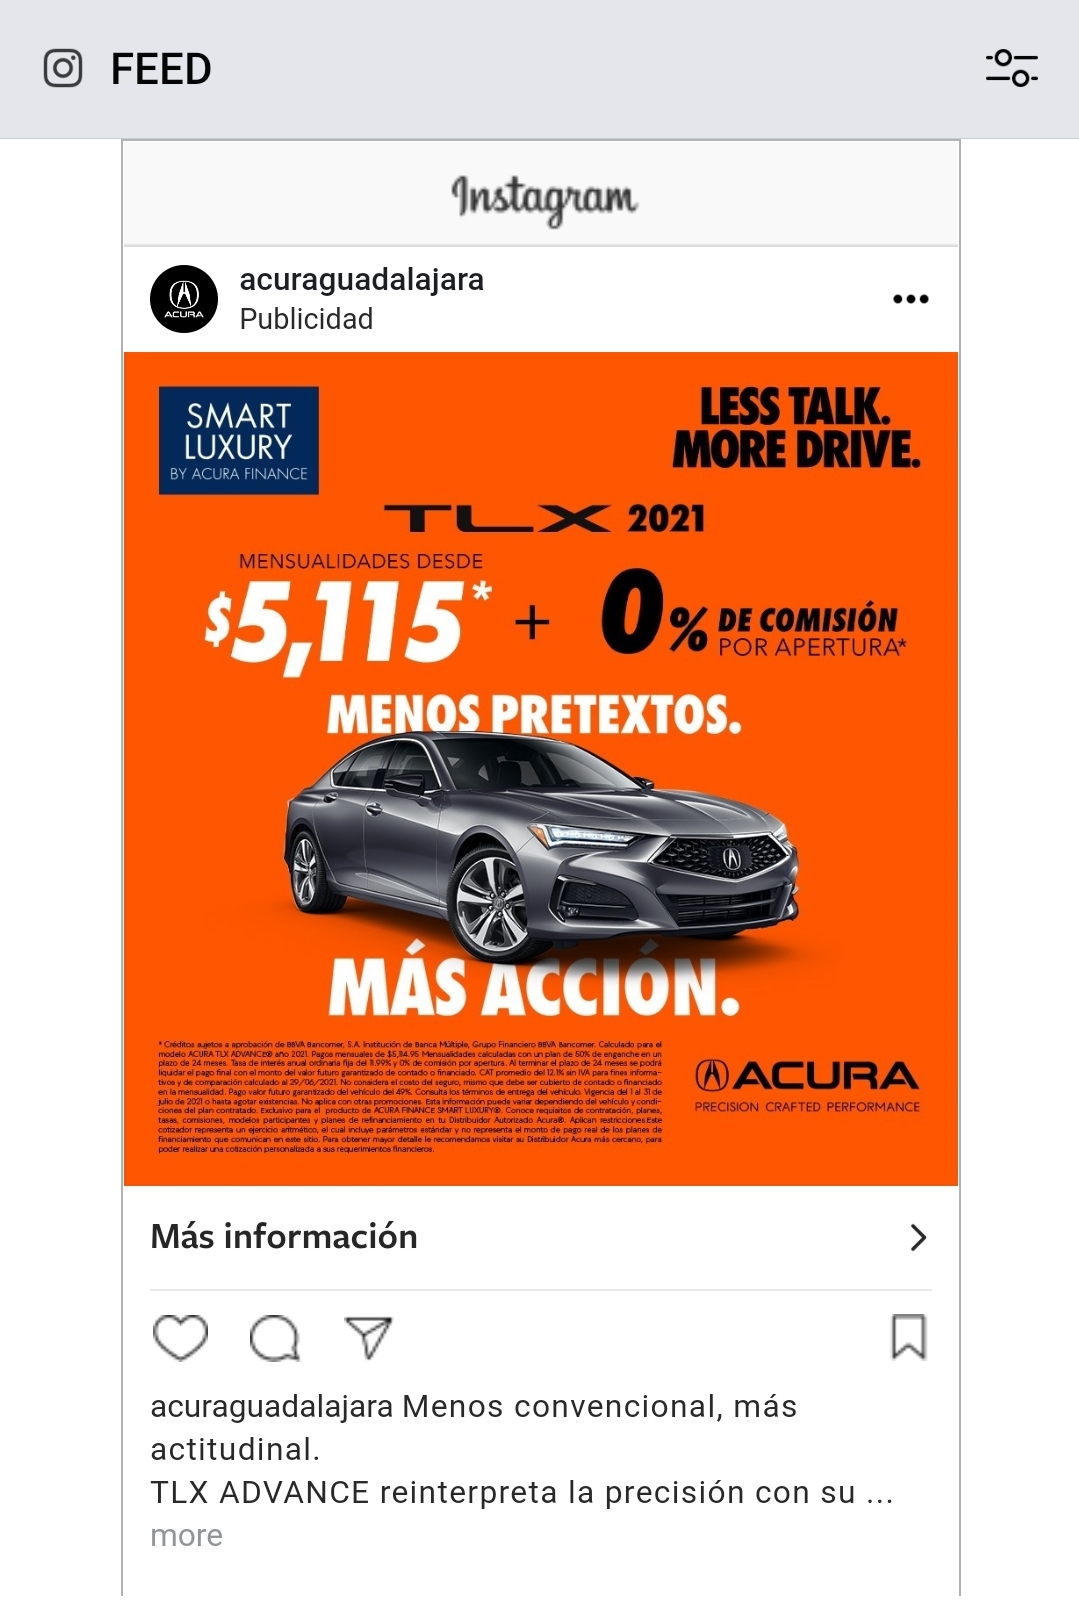 FEED
Instagram
acuraguadalajara
Publicidad
SMART
LUXURY
BY ACURA FINANCE
LESS TALK.
MORE DRIVE.
TLX 2021
MENSUALIDADES DESDE
$5,115* + 0% DE COMISIÓN
POR APERTURA*
MENOS PRETEXTOS.
MÁS ACCIÓN.
* Créditos sujetos a aprobación de BBVA Bancomer, S.A. Institución de Banca Múltiple, Grupo Financiero BBVA Bancomer. Calculado para el
modelo ACURA TLX ADVANCE® año 2021. Pagos mensuales de $5,114.95 Mensualidades calculadas con un plan de 50% de enganche en un
plazo de 24 meses. Tasa de interés anual ordinaria fija del 11.99% y 0% de comisión por apertura. Al terminar el plazo de 24 meses se podrá
liquidar el pago final con el monto del valor futuro garantizado de contado o financiado. CAT promedio del 12.1% sin IVA para fines informa-
tivos y de comparación calculado al 29/06/2021. No considera el costo del seguro, mismo que debe ser cubierto de contado o financiado
en la mensualidad. Pago valor futuro garantizado del vehículo del 49%. Consulta los términos de entrega del vehículo. Vigencia del 1 al 31 de
julio de 2021 o hasta agotar existencias. No aplica con otras promociones. Esta información puede variar dependiendo del vehículo y condi-
ciones del plan contratado. Exclusivo para el producto de ACURA FINANCE SMART LUXURY®. Conoce requisitos de contratación, planes,
tasas, comisiones, modelos participantes y planes de refinanciamiento en tu Distribuidor Autorizado Acura®. Aplican restricciones.Este
cotizador representa un ejercicio aritmético, el cual incluye parámetros estándar y no representa el monto de pago real de los planes de
financiamiento que comunican en este sitio. Para obtener mayor detalle le recomendamos visitar su Distribuidor Acura más cercano, para
poder realizar una cotización personalizada a sus requerimientos financieros.
ACURA
PRECISION CRAFTED PERFORMANCE
Más información
acuraguadalajara Menos convencional, más
actitudinal.
TLX ADVANCE reinterpreta la precisión con su ...
more